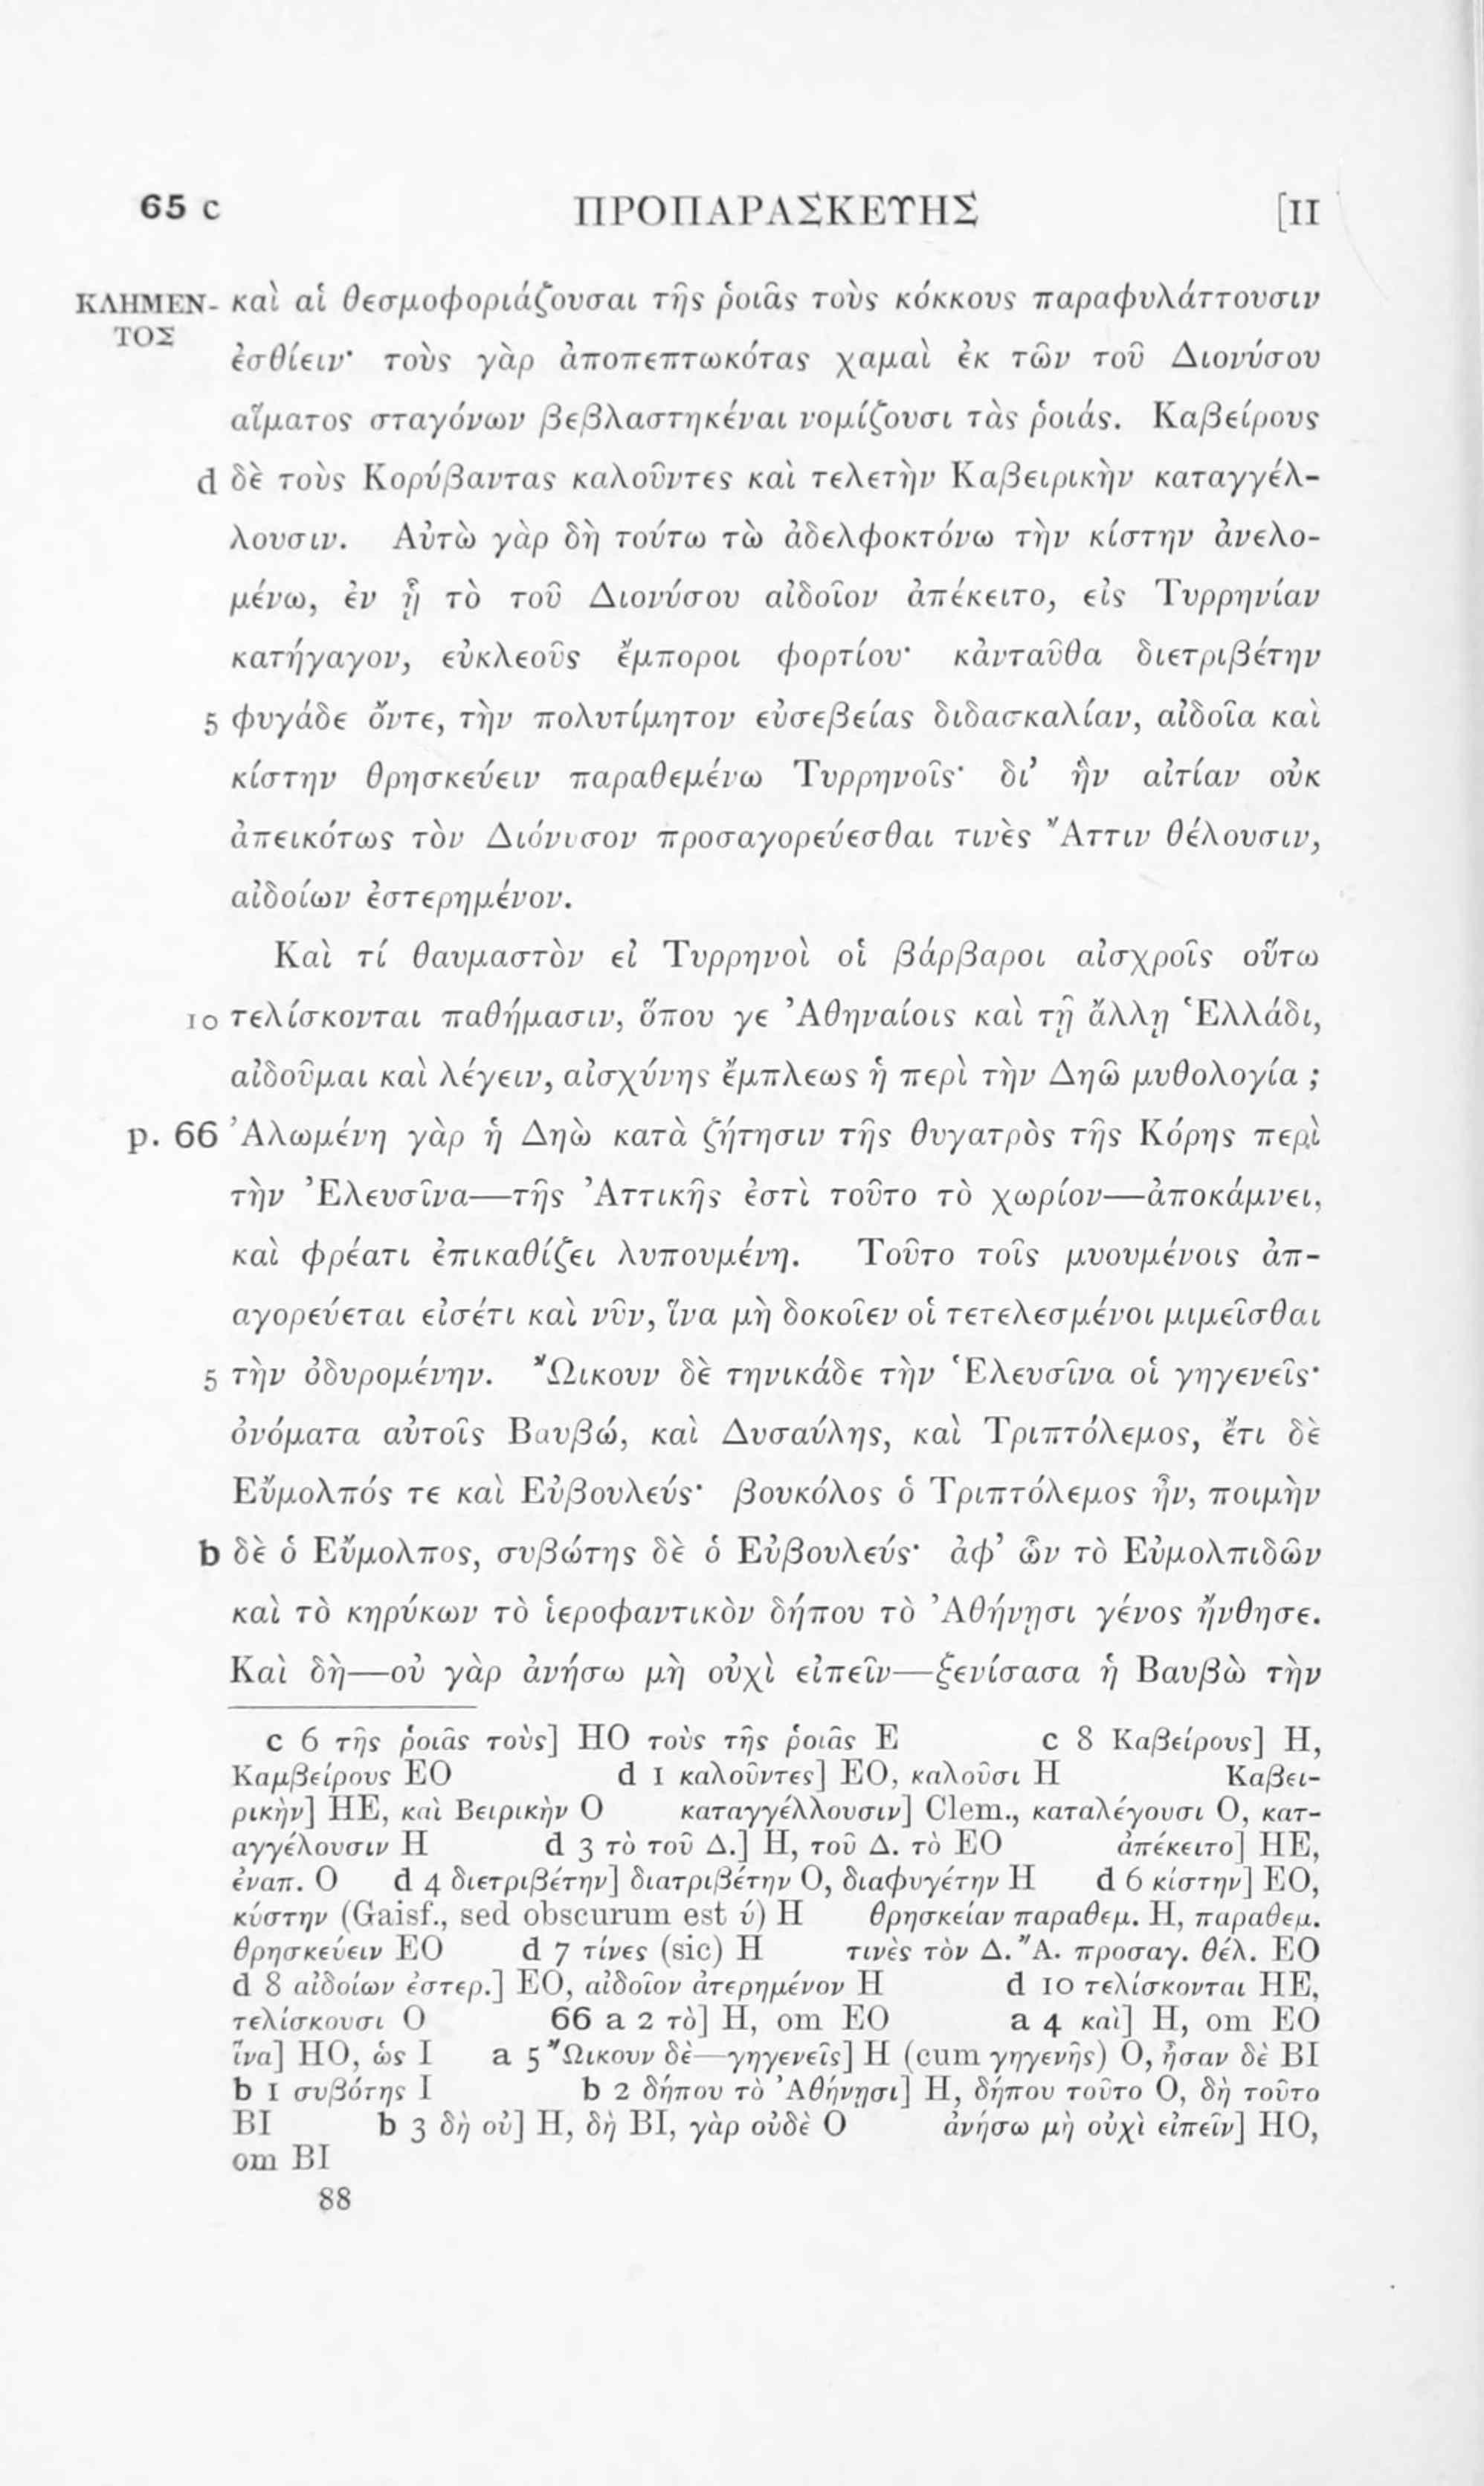 65 c ΠΡΟΠΑΡΑΣΚΕΥΗΣ [II
ΚΛΗΜΕΝ- καὶ αἱ θεσμοφοριάζουσαι τῆς ῥοιᾶς τοὺς κόκκους παραφυλάττουσιν
ΤΟΣ
ἐσθίειν· τοὺς γὰρ ἀποπεπτωκότας χαμαὶ ἐκ τῶν τοῦ Διονύσου
αἵματος σταγόνων βεβλαστηκέναι νομίζουσι τὰς ῥοιάς. Καβείρους
d δὲ τοὺς Κορύβαντας καλοῦντες καὶ τελετὴν Καβειρικὴν καταγγέλ-
λουσιν. Αὐτὼ γὰρ δὴ τούτω τὼ ἀδελφοκτόνω τὴν κίστην ἀνελο-
μένω, ἐν ᾗ τὸ τοῦ Διονύσου αἰδοῖον ἀπέκειτο, εἰς Τυρρηνίαν
κατήγαγον, εὐκλεοῦς ἔμποροι φορτίου· κἀνταῦθα διετριβέτην
5 φυγάδε ὄντε, τὴν πολυτίμητον εὐσεβείας διδασκαλίαν, αἰδοῖα καὶ
κίστην θρησκεύειν παραθεμένω Τυρρηνοῖς· δι’ ἣν αἰτίαν οὐκ
ἀπεικότως τὸν Διόνυσον προσαγορεύεσθαι τινὲς Ἄττιν θέλουσιν,
αἰδοίων ἐστερημένον.
Καὶ τί θαυμαστὸν εἰ Τυρρηνοὶ οἱ βάρβαροι αἰσχροῖς οὕτω
10 τελίσκονται παθήμασιν, ὅπου γε Ἀθηναίοις καὶ τῇ ἄλλῃ Ἑλλάδι,
αἰδοῦμαι καὶ λέγειν, αἰσχύνης ἔμπλεως ἡ περὶ τὴν Δηῶ μυθολογία ;
p. 66 Ἀλωμένη γὰρ ἡ Δηὼ κατὰ ζήτησιν τῆς θυγατρὸς τῆς Κόρης περὶ
τὴν Ἐλευσῖνα—τῆς Ἀττικῆς ἐστὶ τοῦτο τὸ χωρίον—ἀποκάμνει,
καὶ φρέατι ἐπικαθίζει λυπουμένη. Τοῦτο τοῖς μυουμένοις ἀπ-
αγορεύεται εἰσέτι καὶ νῦν, ἵνα μὴ δοκοῖεν οἱ τετελεσμένοι μιμεῖσθαι
5 τὴν ὀδυρομένην. Ὤικουν δὲ τηνικάδε τὴν Ἐλευσῖνα οἱ γηγενεῖς·
ὀνόματα αὐτοῖς Βαυβώ, καὶ Δυσαύλης, καὶ Τριπτόλεμος, ἔτι δὲ
Εὔμολπός τε καὶ Εὐβουλεύς· βουκόλος ὁ Τριπτόλεμος ἦν, ποιμὴν
b δὲ ὁ Εὔμολπος, συβώτης δὲ ὁ Εὐβουλεύς· ἀφ’ ὧν τὸ Εὐμολπιδῶν
καὶ τὸ κηρύκων τὸ ἱεροφαντικὸν δήπου τὸ Ἀθήνῃσι γένος ἤνθησε.
Καὶ δὴ—οὐ γὰρ ἀνήσω μὴ οὐχὶ εἰπεῖν—ξενίσασα ἡ Βαυβὼ τὴν
c 6 τῆς ῥοιᾶς τοὺς] HO τοὺς τῆς ῥοιᾶς E c 8 Καβείρους] H,
Καμβείρους EO d 1 καλοῦντες] EO, καλοῦσι H Καβει-
ρικὴν] HE, καὶ Βειρικὴν O καταγγέλλουσιν] Clem., καταλέγουσι O, κατ-
αγγέλουσιν H d 3 τὸ τοῦ Δ.] H, τοῦ Δ. τὸ EO ἀπέκειτο] HE,
ἐναπ. O d 4 διετριβέτην] διατριβέτην O, διαφυγέτην H d 6 κίστην] EO,
κύστην (Gaisf., sed obscurum est ύ) H θρησκείαν παραθεμ. H, παραθεμ.
θρησκεύειν EO d 7 τίνες (sic) H τινὲς τὸν Δ. Ἄ. προσαγ. θέλ. EO
d 8 αἰδοίων ἐστερ.] EO, αἰδοῖον ἀτερημένον H d 10 τελίσκονται HE,
τελίσκουσι O 66 a 2 τὸ] H, om EO a 4 καὶ] H, om EO
ἵνα] HO, ὡς I a 5 Ὤικουν δὲ—γηγενεῖς] H (cum γηγενῆς) O, ἦσαν δὲ BI
b 1 συβότης I b 2 δήπου τὸ Ἀθήνῃσι] H, δήπου τοῦτο O, δὴ τοῦτο
BI b 3 δὴ οὐ] H, δὴ BI, γὰρ οὐδὲ O ἀνήσω μὴ οὐχὶ εἰπεῖν] HO,
om BI
88